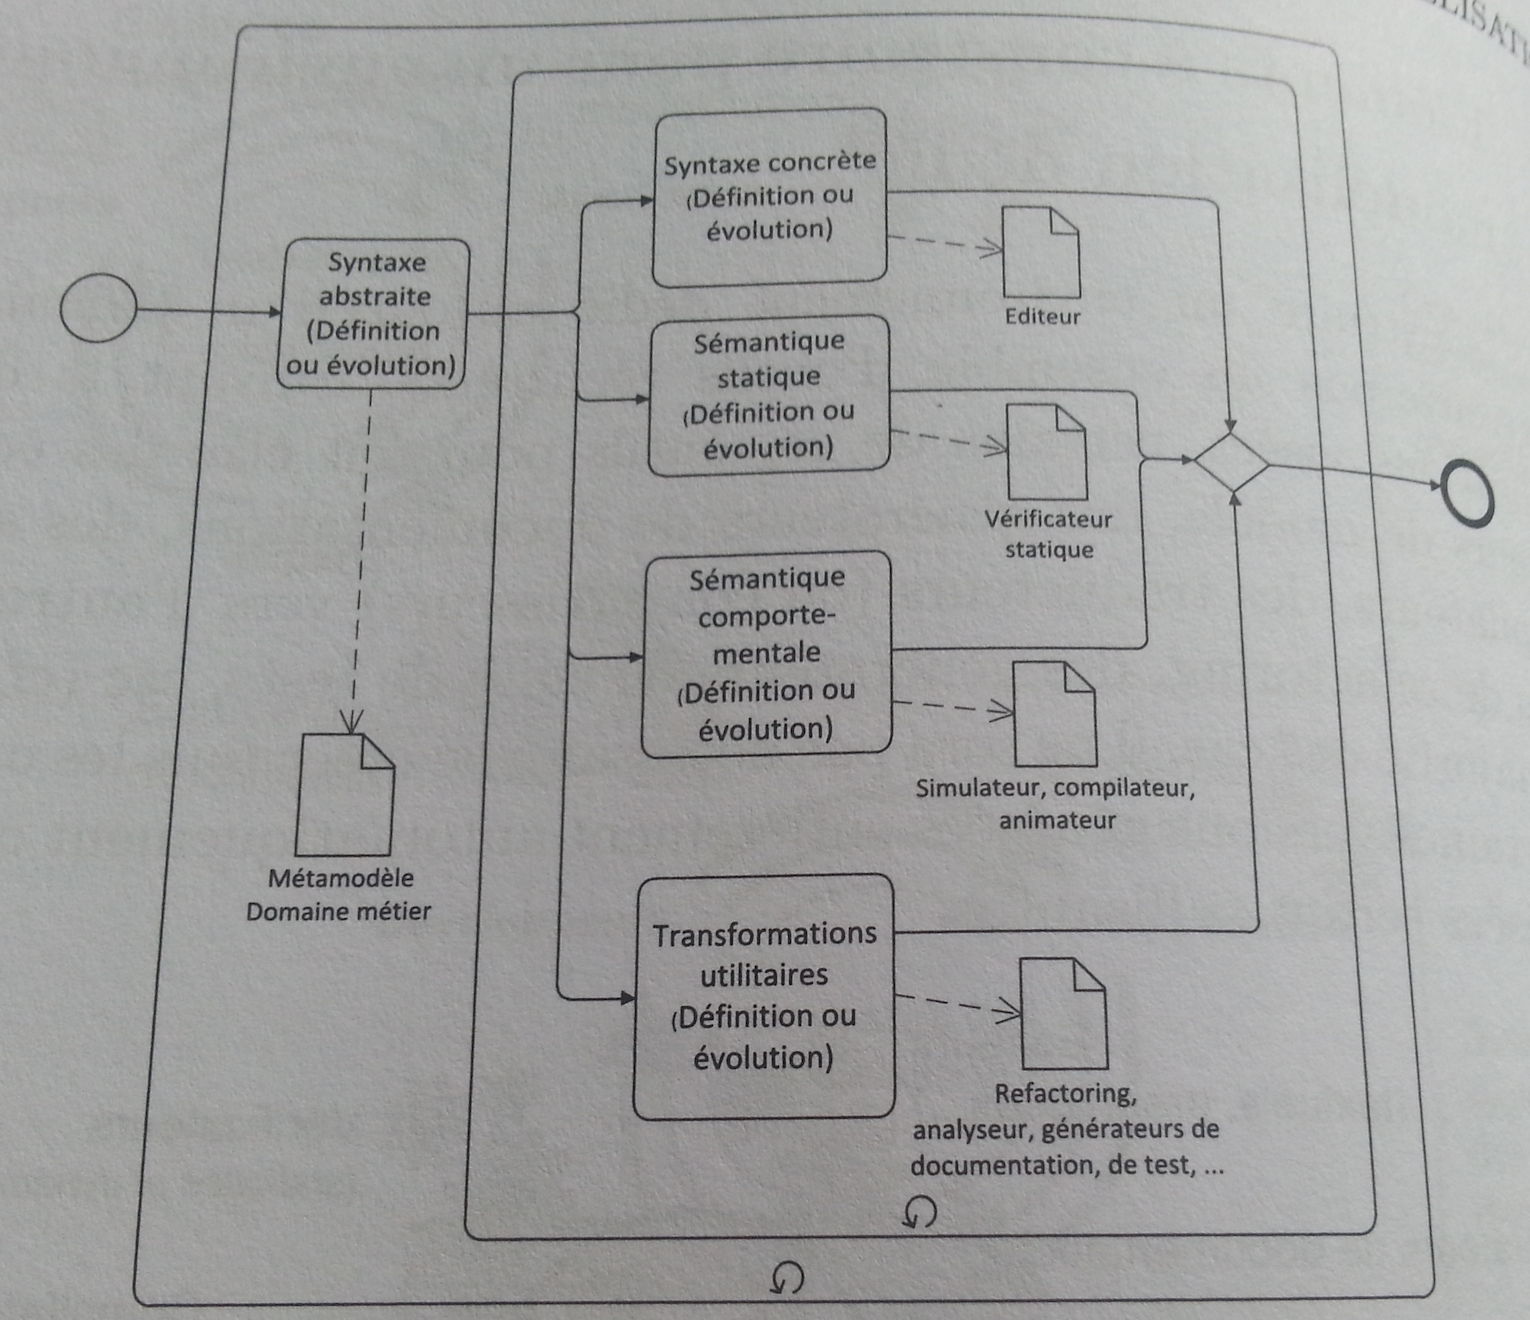 Syntaxe concrète
(Définition ou
évolution)
Syntaxe
abstraite
(Définition
ou évolution)
Editeur
Sémantique
statique
(Définition ou
évolution)
Vérificateur
statique
Sémantique
comporte-
mentale
(Définition ou
évolution)
Simulateur, compilateur,
animateur
Métamodèle
Domaine métier
Transformations
utilitaires
(Définition ou
évolution)
Refactoring,
analyseur, générateurs de
documentation, de test, ...